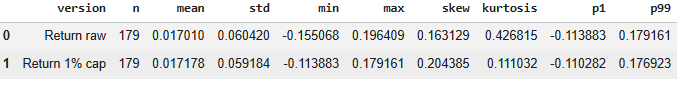 version n mean std min max skew kurtosis p1 p99
0 Return raw 179 0.017010 0.060420 -0.155068 0.196409 0.163129 0.426815 -0.113883 0.179161
1 Return 1% cap 179 0.017178 0.059184 -0.113883 0.179161 0.204385 0.111032 -0.110282 0.176923